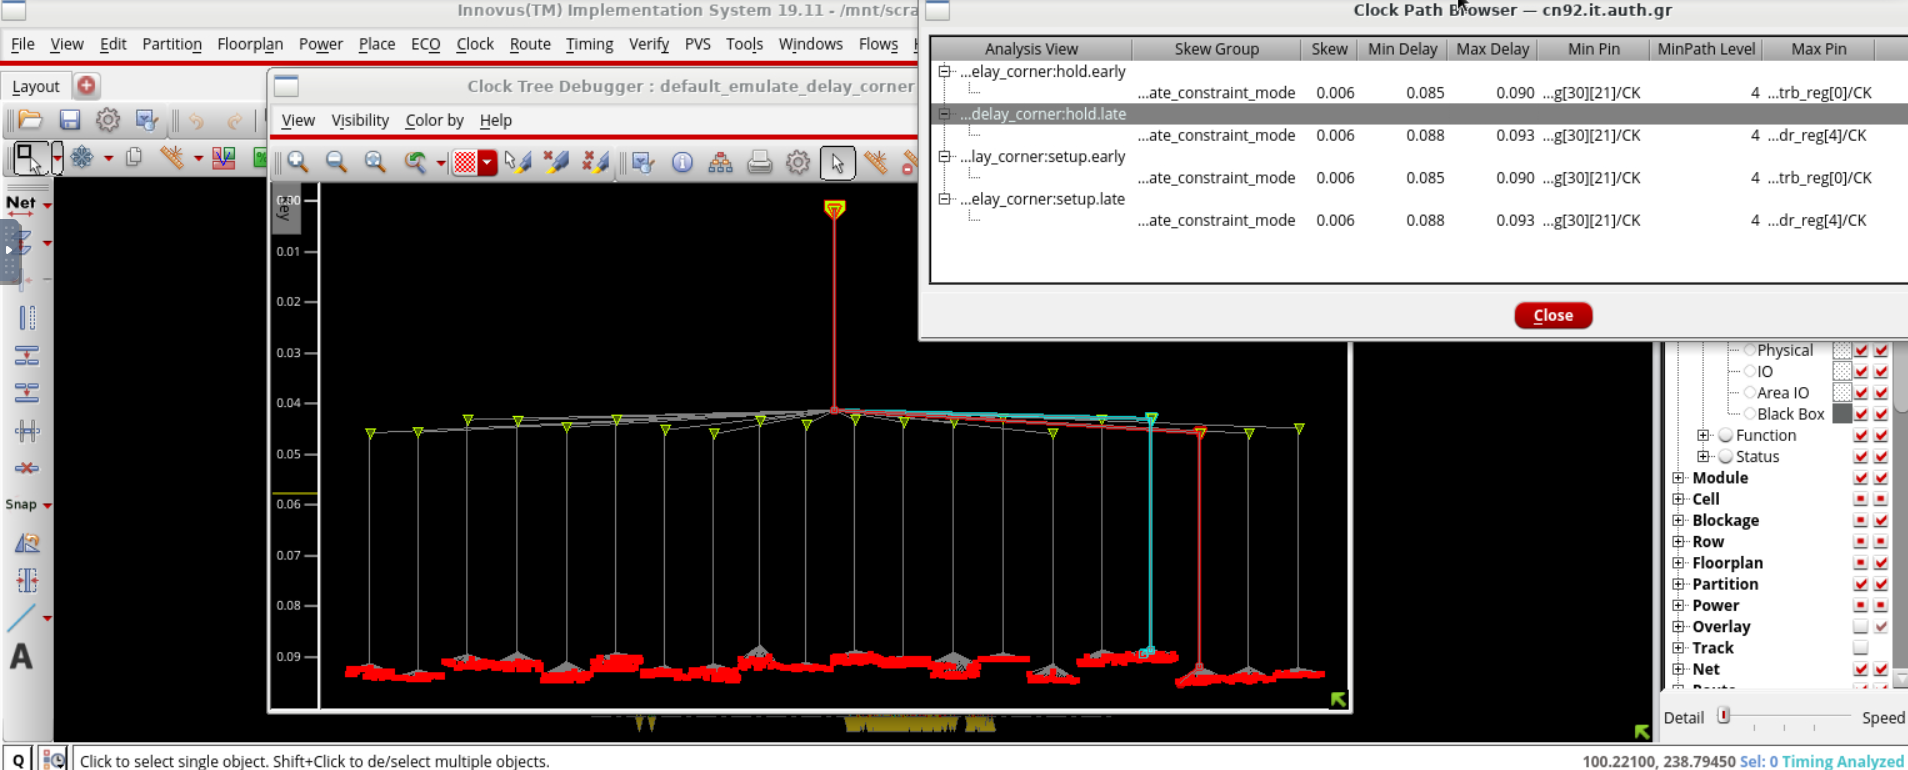 Innovus(TM) Implementation System 19.11 - /mnt/scra
Clock Path Browser — cn92.it.auth.gr
File View Edit Partition Floorplan Power Place ECO Clock Route Timing Verify PVS Tools Windows Flows
Analysis View Skew Group Skew Min Delay Max Delay Min Pin MinPath Level Max Pin
...elay_corner:hold.early
...ate_constraint_mode 0.006 0.085 0.090 ...g[30][21]/CK 4 ...trb_reg[0]/CK
...delay_corner:hold.late
...ate_constraint_mode 0.006 0.088 0.093 ...g[30][21]/CK 4 ...dr_reg[4]/CK
...lay_corner:setup.early
...ate_constraint_mode 0.006 0.085 0.090 ...g[30][21]/CK 4 ...trb_reg[0]/CK
...elay_corner:setup.late
...ate_constraint_mode 0.006 0.088 0.093 ...g[30][21]/CK 4 ...dr_reg[4]/CK
Close
Layout
Clock Tree Debugger : default_emulate_delay_corner
View Visibility Color by Help
Net
Snap
A
key
0.00
0.01
0.02
0.03
0.04
0.05
0.06
0.07
0.08
0.09
Physical
IO
Area IO
Black Box
Function
Status
Module
Cell
Blockage
Row
Floorplan
Partition
Power
Overlay
Track
Net
Detail Speed
Q Click to select single object. Shift+Click to de/select multiple objects.
100.22100, 238.79450 Sel: 0 Timing Analyzed